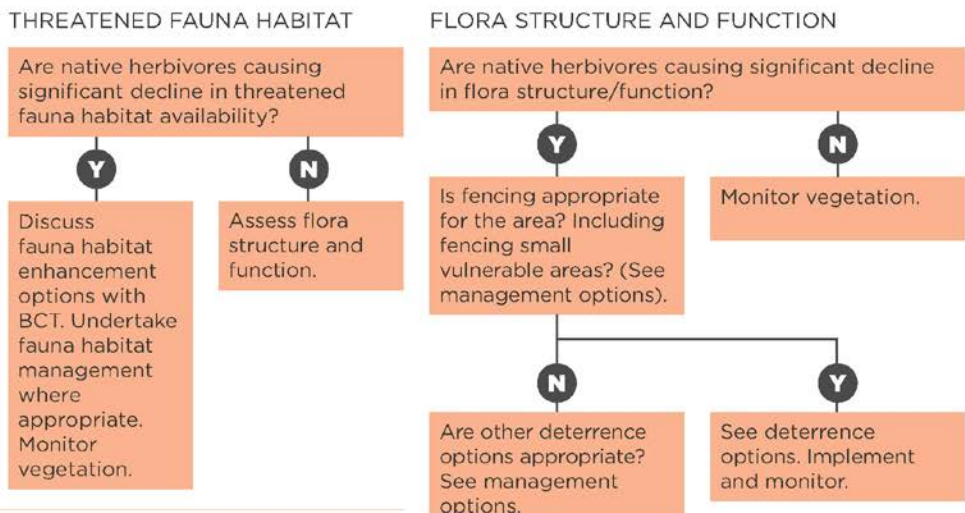 THREATENED FAUNA HABITAT
Are native herbivores causing
significant decline in threatened
fauna habitat availability?
Y
N
Discuss
fauna habitat
enhancement
options with
BCT. Undertake
fauna habitat
management
where
appropriate.
Monitor
vegetation.
Assess flora
structure and
function.
FLORA STRUCTURE AND FUNCTION
Are native herbivores causing significant decline
in flora structure/function?
Y
N
Is fencing appropriate
for the area? Including
fencing small
vulnerable areas? (See
management options).
Monitor vegetation.
N
Y
Are other deterrence
options appropriate?
See management
options.
See deterrence
options. Implement
and monitor.